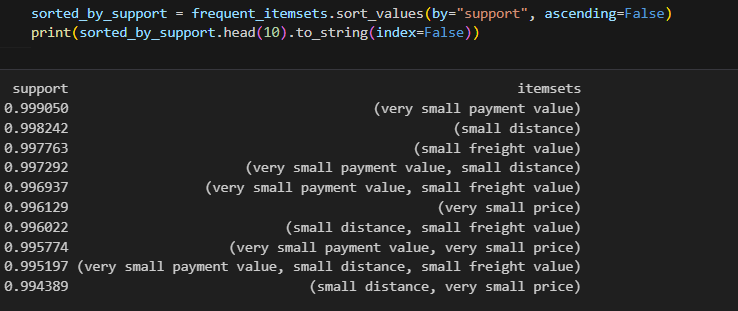 sorted_by_support = frequent_itemsets.sort_values(by="support", ascending=False)
print(sorted_by_support.head(10).to_string(index=False))
support itemsets
0.999050 (very small payment value)
0.998242 (small distance)
0.997763 (small freight value)
0.997292 (very small payment value, small distance)
0.996937 (very small payment value, small freight value)
0.996129 (very small price)
0.996022 (small distance, small freight value)
0.995774 (very small payment value, very small price)
0.995197 (very small payment value, small distance, small freight value)
0.994389 (small distance, very small price)